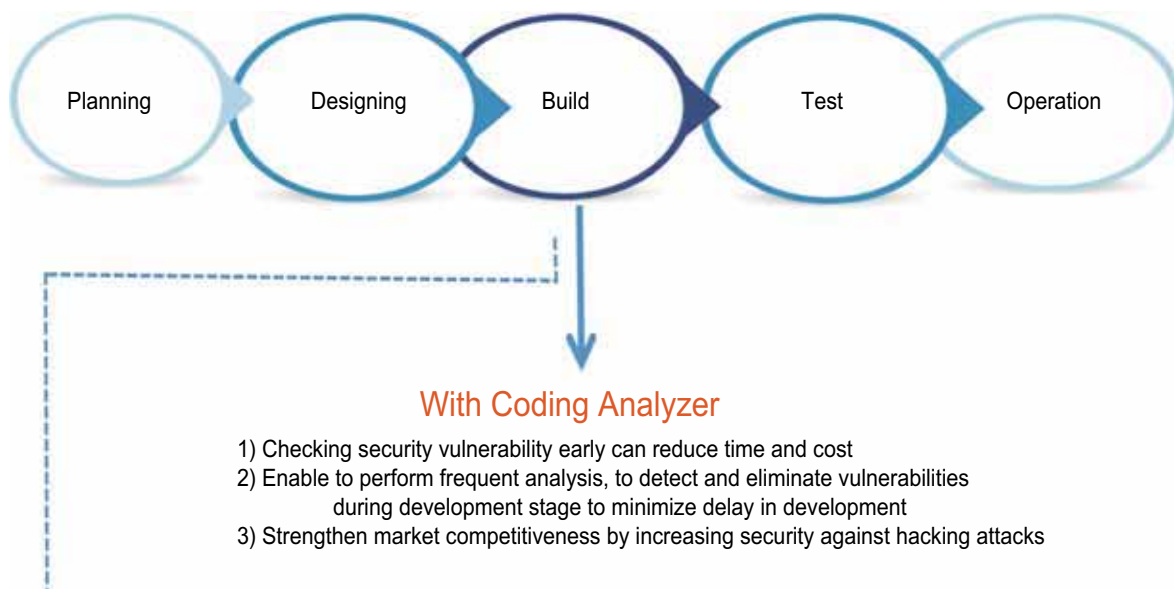 Planning Designing Build Test Operation
With Coding Analyzer
1) Checking security vulnerability early can reduce time and cost
2) Enable to perform frequent analysis, to detect and eliminate vulnerabilities
during development stage to minimize delay in development
3) Strengthen market competitiveness by increasing security against hacking attacks